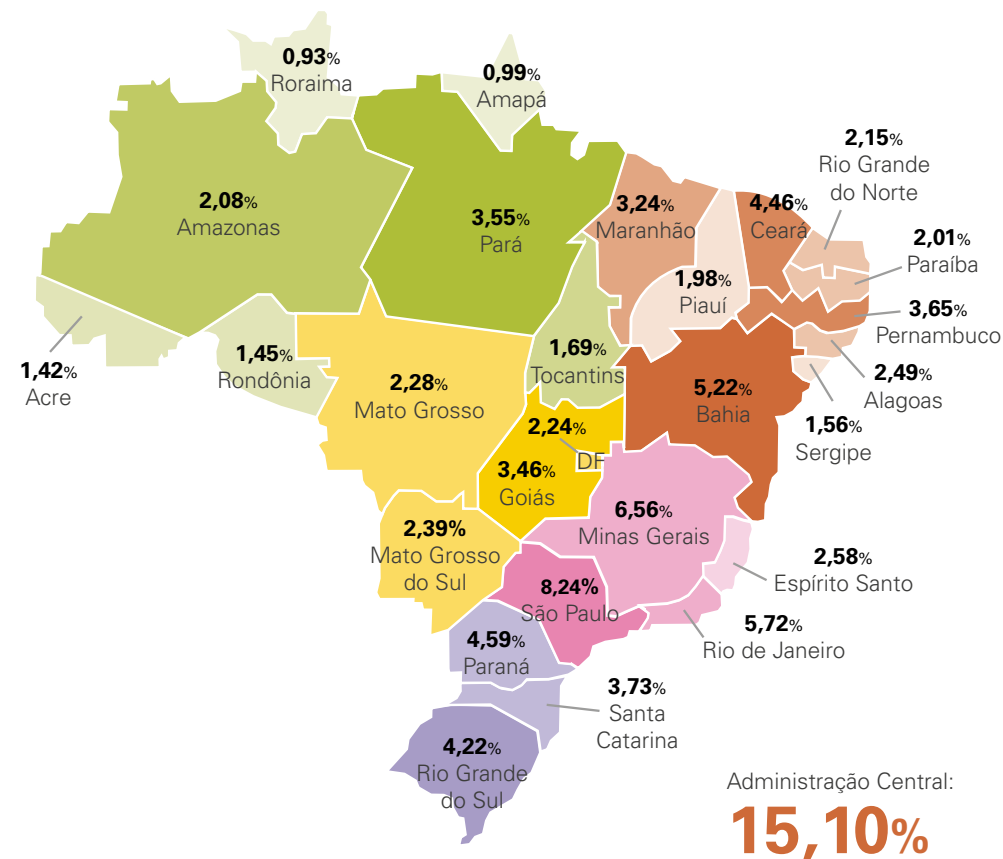 0,93%
Roraima
0,99%
Amapá
2,15%
Rio Grande
do Norte
2,08%
Amazonas
3,55%
Pará
3,24%
Maranhão
4,46%
Ceará
2,01%
Paraíba
1,98%
Piauí
3,65%
Pernambuco
1,42%
Acre
1,45%
Rondônia
2,28%
Mato Grosso
1,69%
Tocantins
5,22%
Bahia
2,49%
Alagoas
1,56%
Sergipe
2,24%
DF
3,46%
Goiás
6,56%
Minas Gerais
2,39%
Mato Grosso
do Sul
2,58%
Espírito Santo
8,24%
São Paulo
5,72%
Rio de Janeiro
4,59%
Paraná
3,73%
Santa
Catarina
4,22%
Rio Grande
do Sul
Administração Central:
15,10%